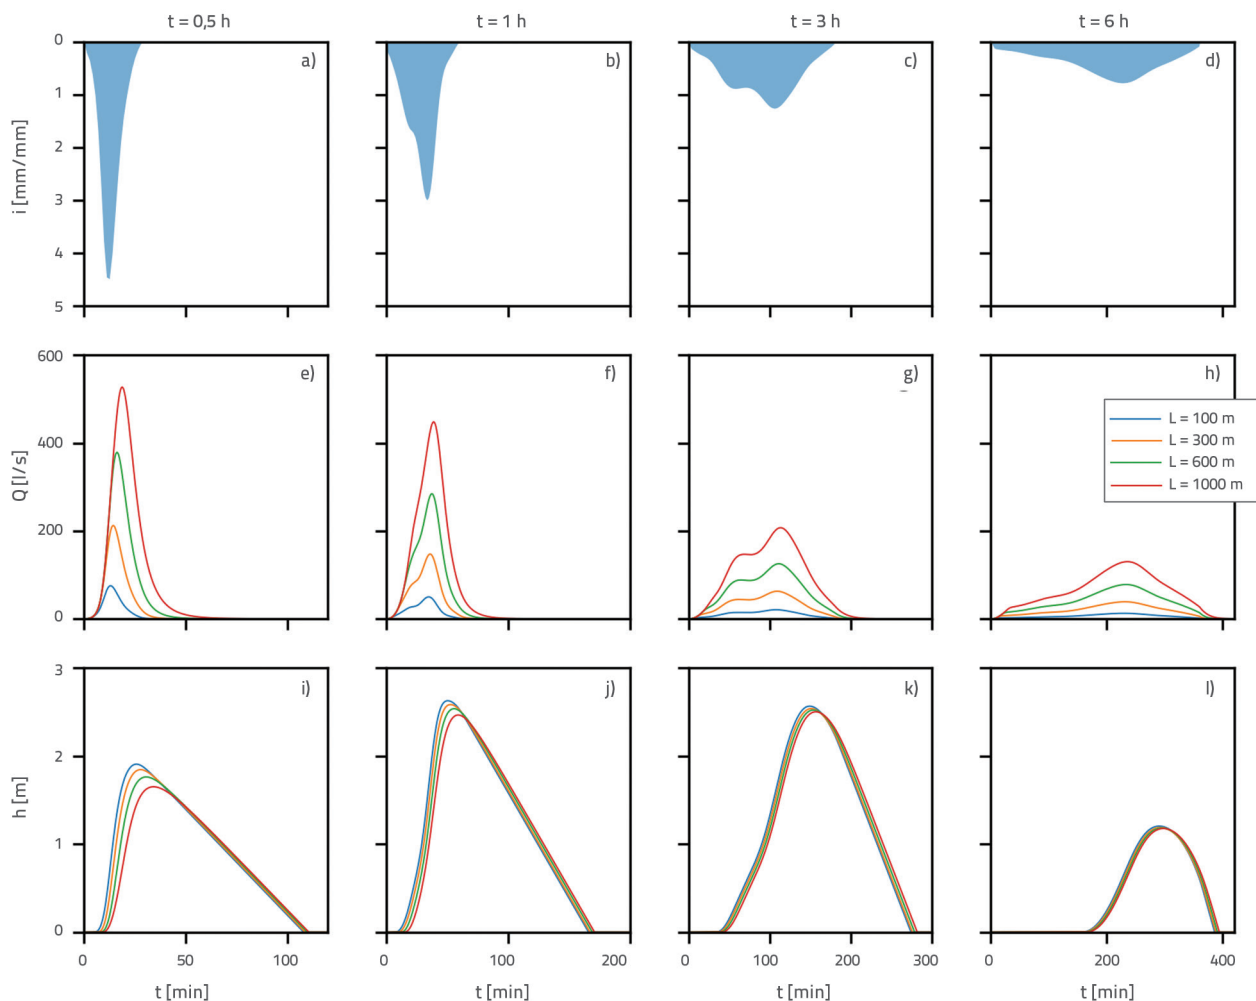 t = 0,5 h
t = 1 h
t = 3 h
t = 6 h
i [mm/mm]
0
1
2
3
4
5
a)
b)
c)
d)
Q [l/s]
600
400
200
0
e)
f)
g)
h)
L = 100 m
L = 300 m
L = 600 m
L = 1000 m
h [m]
3
2
1
0
i)
j)
k)
l)
0 50 100
0 100 200
0 100 200 300
0 200 400
t [min]
t [min]
t [min]
t [min]